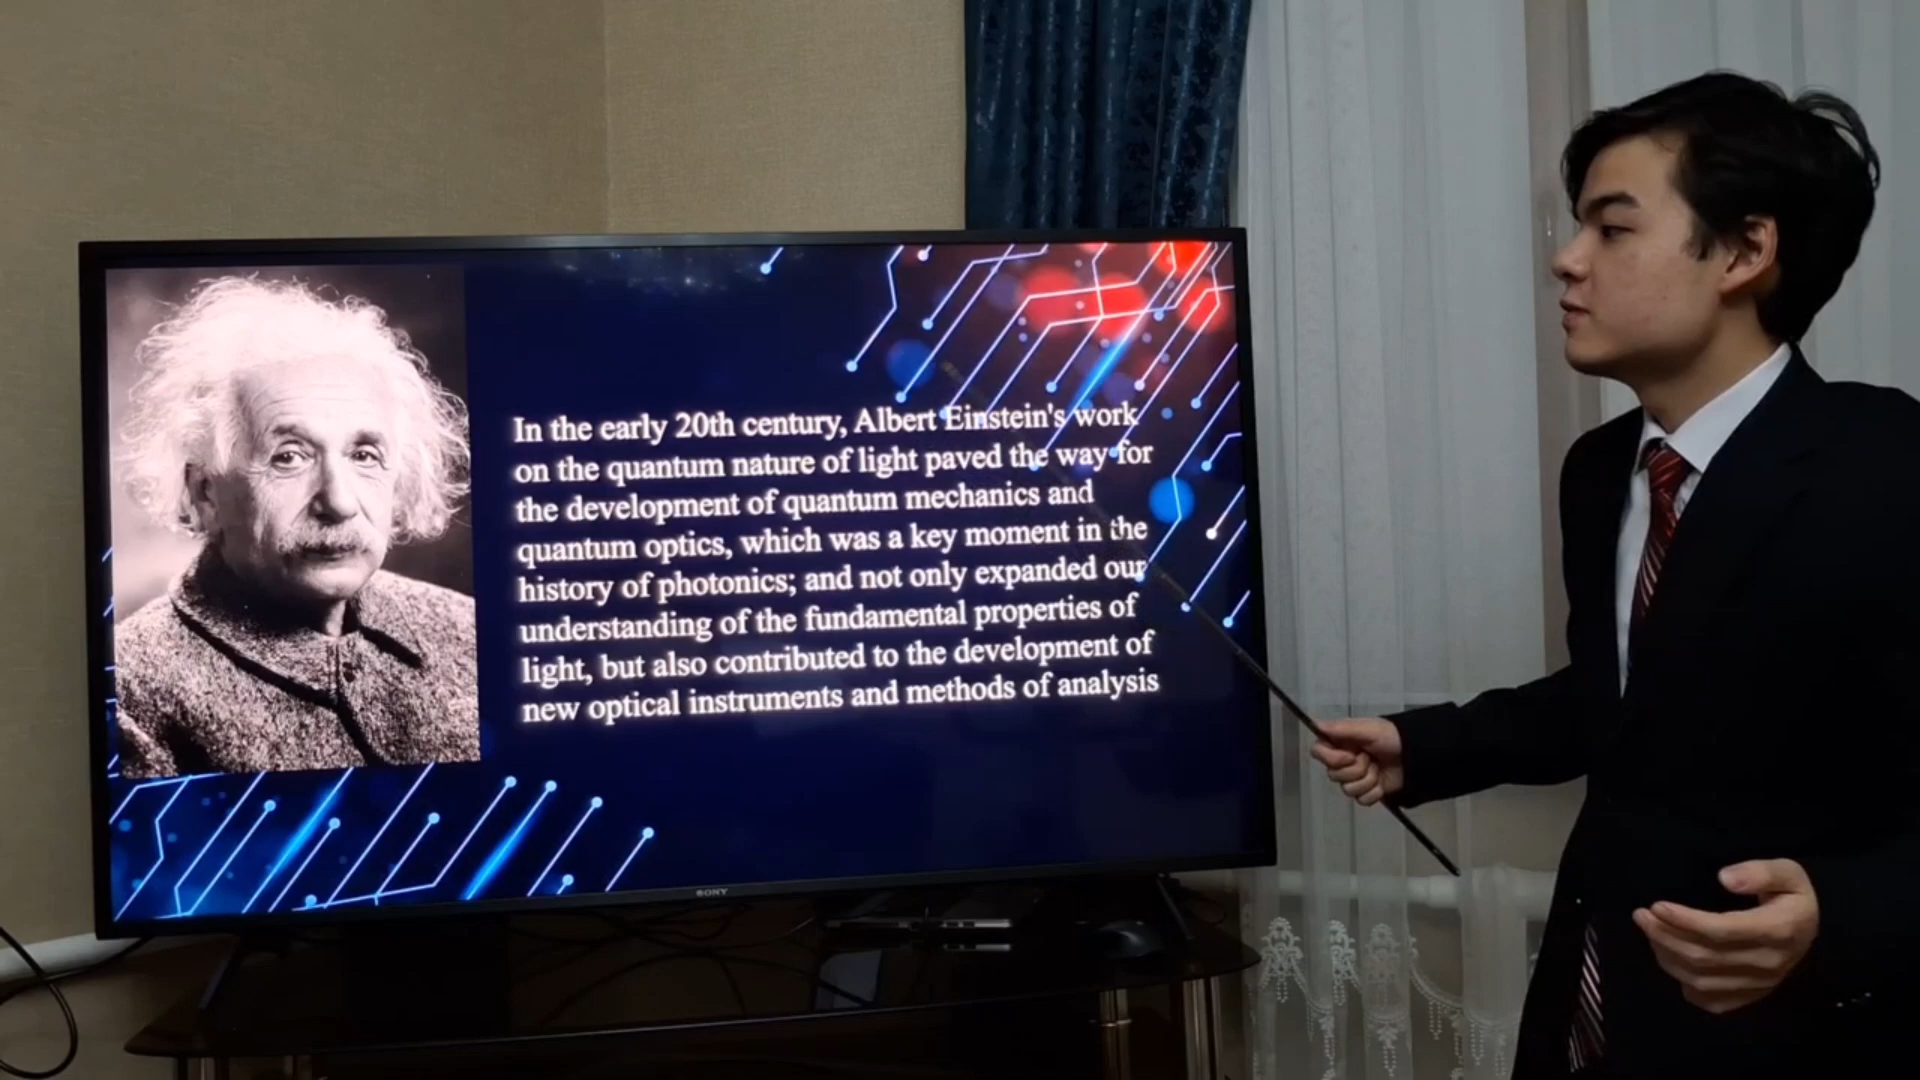 In the early 20th century, Albert Einstein's work
on the quantum nature of light paved the way for
the development of quantum mechanics and
quantum optics, which was a key moment in the
history of photonics; and not only expanded our
understanding of the fundamental properties of
light, but also contributed to the development of
new optical instruments and methods of analysis
SONY